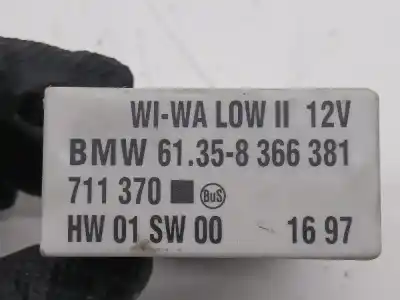 WI-WA LOW II 12V
BMW 61.35-8 366 381
711 370 BuS
HW 01 SW 00 16 97